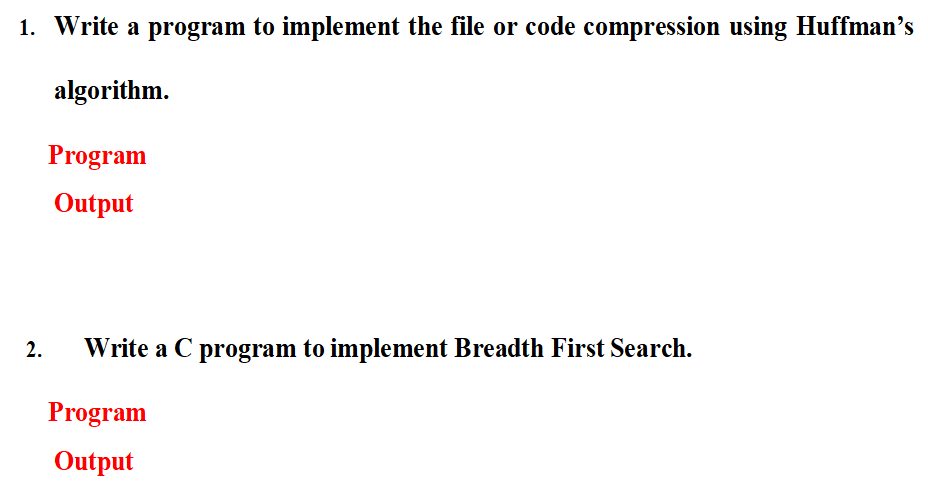 1. Write a program to implement the file or code compression using Huffman’s
algorithm.
Program
Output
2. Write a C program to implement Breadth First Search.
Program
Output